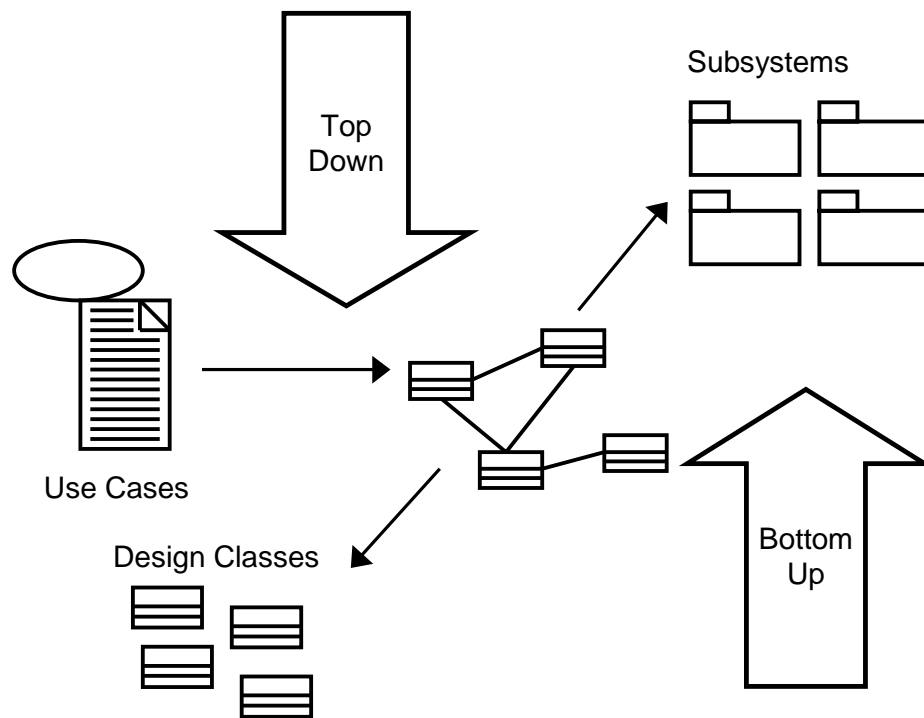 Subsystems
Top
Down
Use Cases
Design Classes
Bottom
Up